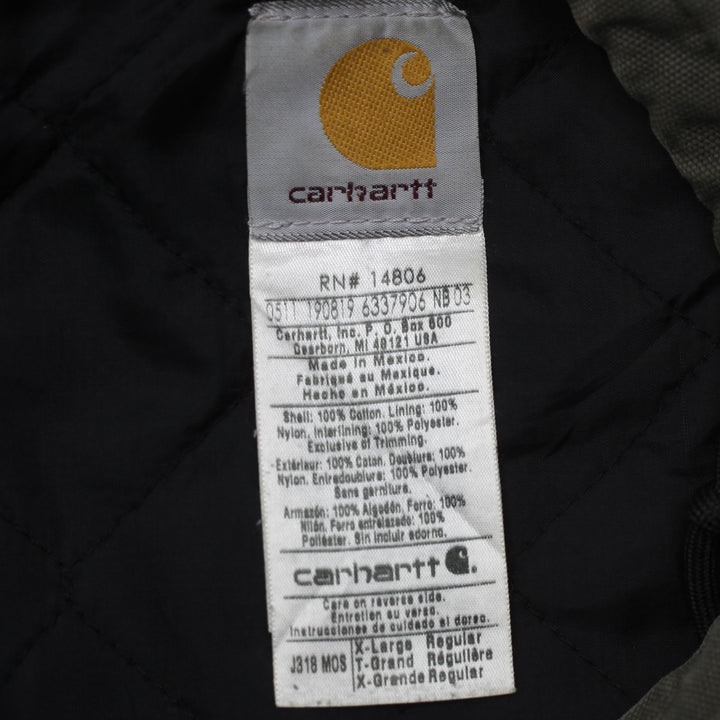 carhartt
RN# 14806
0511 190819 6337906 NB 03
Carhartt, Inc. P. O. Box 600
Dearborn, MI 48121 USA
Made in Mexico.
Fabriqué au Mexique.
Hecho en México.
Shell: 100% Cotton. Lining: 100%
Nylon. Interlining: 100% Polyester.
Exclusive of Trimming.
Extérieur: 100% Coton. Doublure: 100%
Nylon. Entredoublure: 100% Polyester.
Sans garniture.
Armazón: 100% Algodón. Forro: 100%
Nilón. Forro entrelazado: 100%
Poliéster. Sin incluir adorno.
carhartt
Care on reverse side.
Entretien au verso.
Instrucciones de cuidado al dorso.
J318 MOS
X-Large Regular
T-Grand Régulière
X-Grande Regular